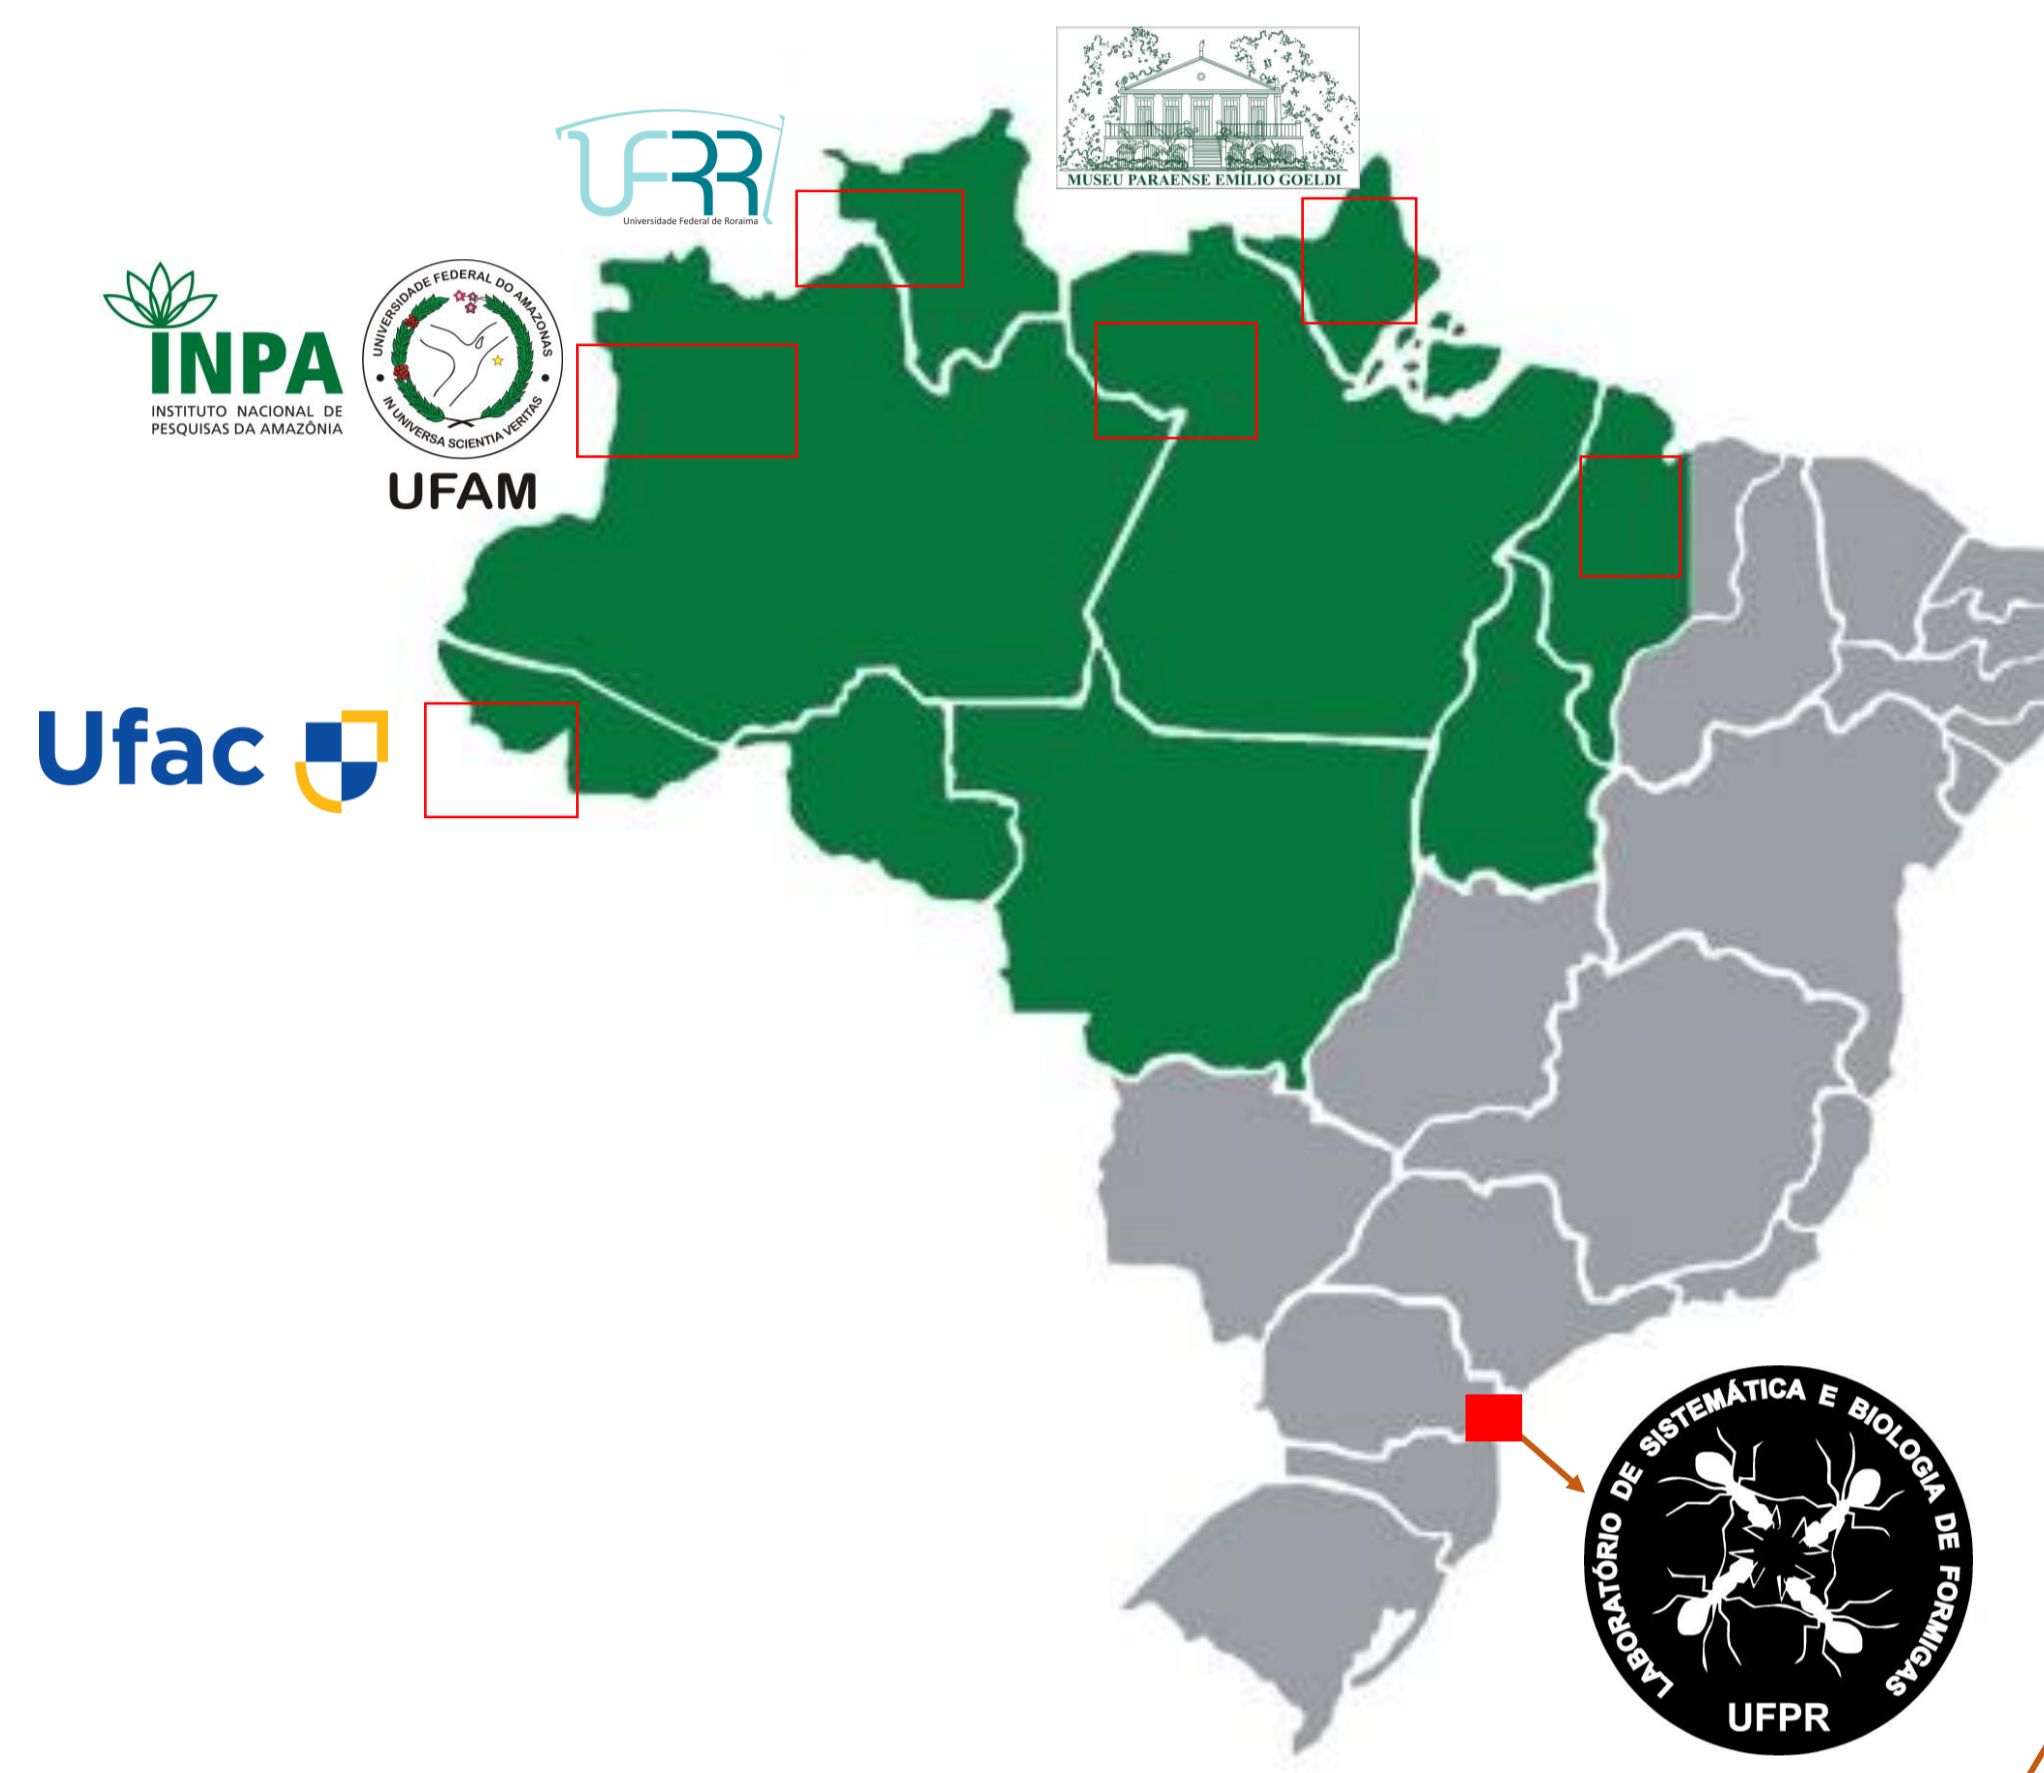 MUSEU PARAENSE EMÍLIO GOELDI
UFRR
Universidade Federal de Roraima
INPA
INSTITUTO NACIONAL DE
PESQUISAS DA AMAZÔNIA
UNIVERSIDADE FEDERAL DO AMAZONAS
IN UNIVERSA SCIENTIA VERITAS
UFAM
Ufac
LABORATÓRIO DE SISTEMÁTICA E BIOLOGIA DE FORMIGAS
UFPR